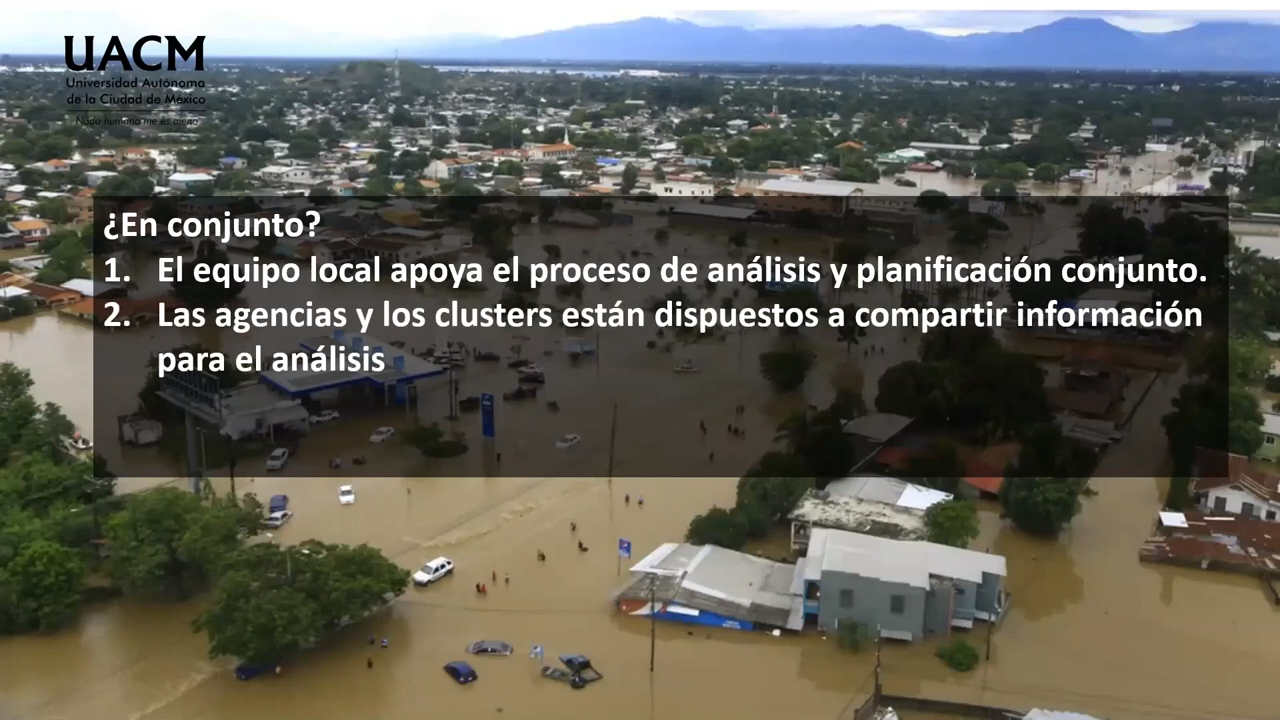 UACM
Universidad Autónoma
de la Ciudad de México
Nada humano me es ajeno
¿En conjunto?
1. El equipo local apoya el proceso de análisis y planificación conjunto.
2. Las agencias y los clusters están dispuestos a compartir información
para el análisis